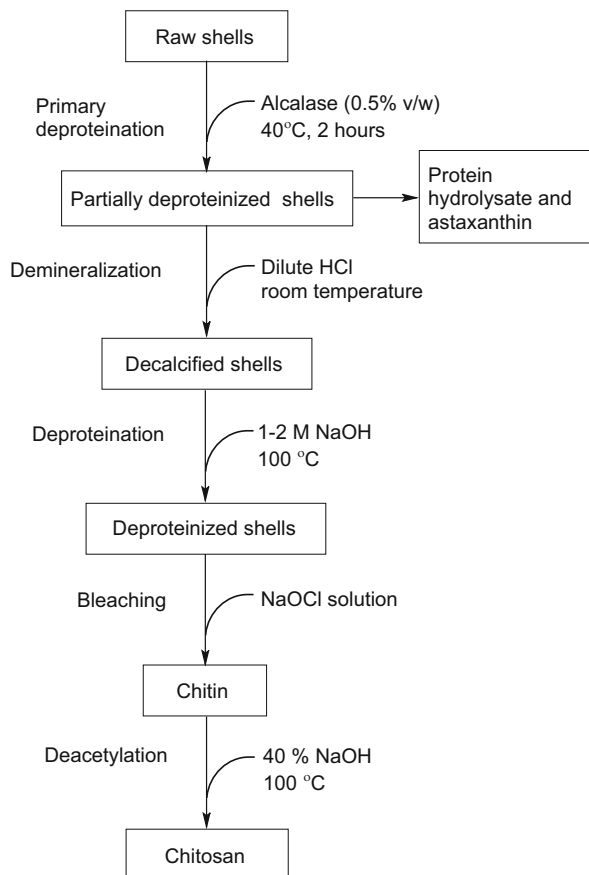 Raw shells
Primary
deproteination
Alcalase (0.5% v/w)
40°C, 2 hours
Partially deproteinized shells
Protein
hydrolysate and
astaxanthin
Demineralization
Dilute HCl
room temperature
Decalcified shells
Deproteination
1-2 M NaOH
100 °C
Deproteinized shells
Bleaching
NaOCl solution
Chitin
Deacetylation
40 % NaOH
100 °C
Chitosan